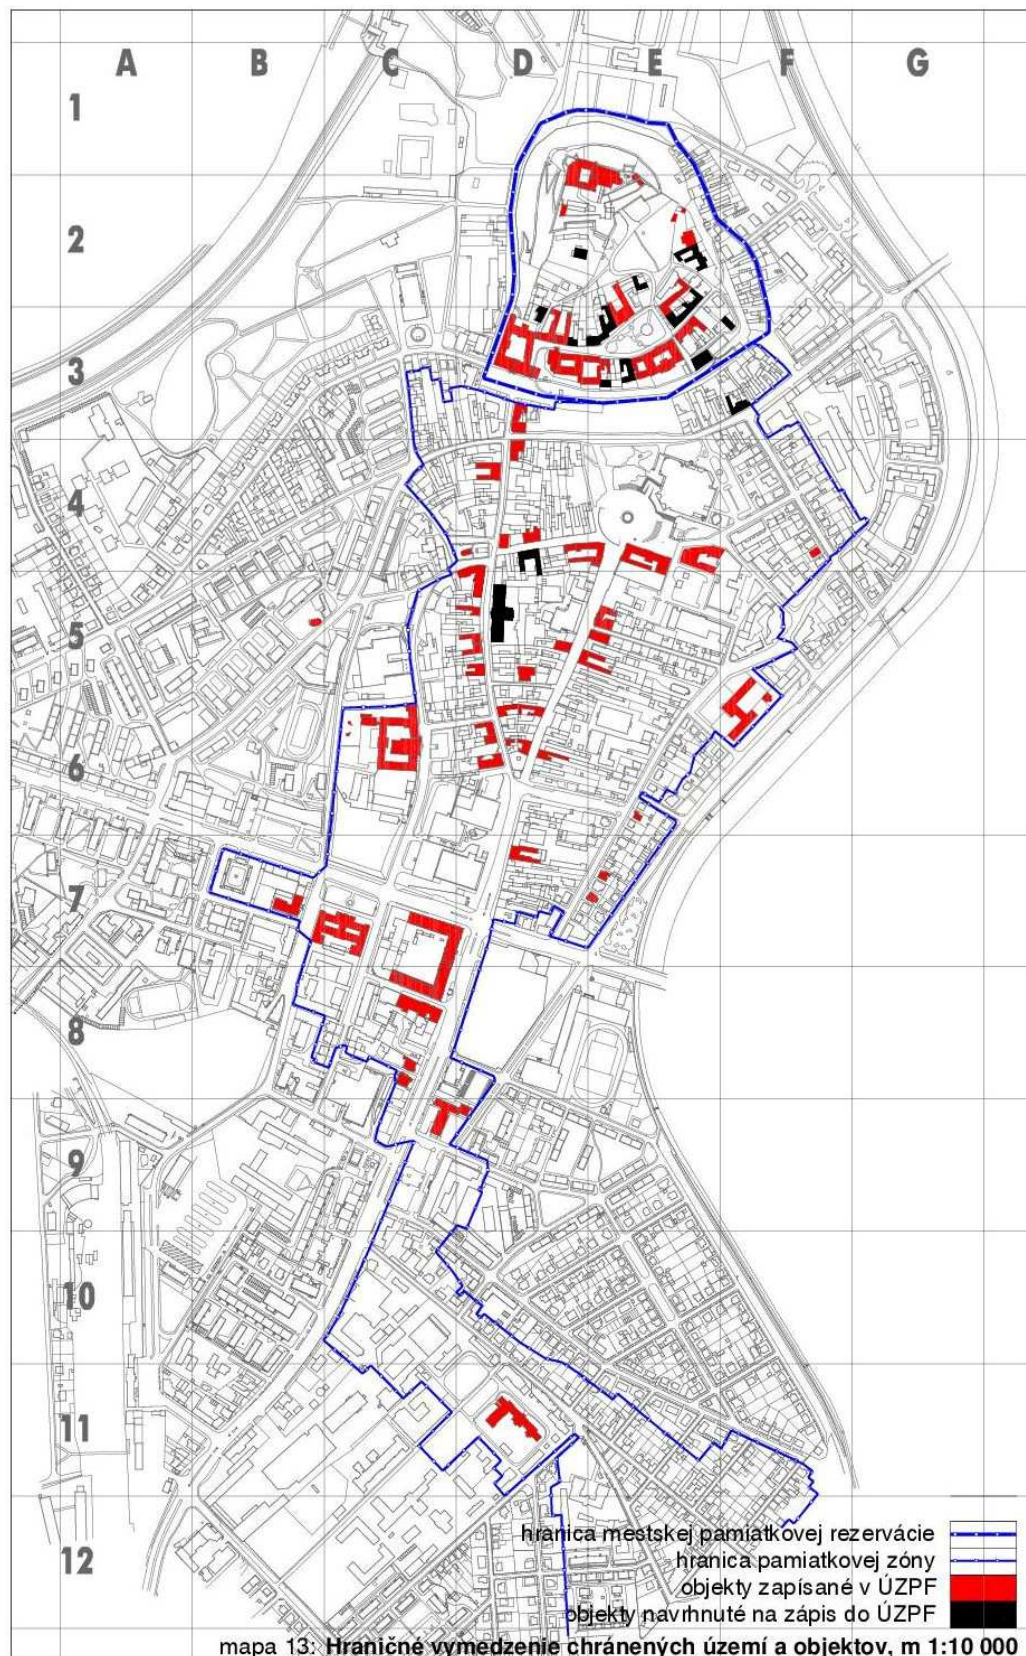 A B C D E F G
1
2
3
4
5
6
7
8
9
10
11
12
hranica mestskej pamiatkovej rezervácie
hranica pamiatkovej zóny
objekty zapísané v ÚZPF
objekty navrhnuté na zápis do ÚZPF
mapa 13: Hraničné vymedzenie chránených území a objektov, m 1:10 000